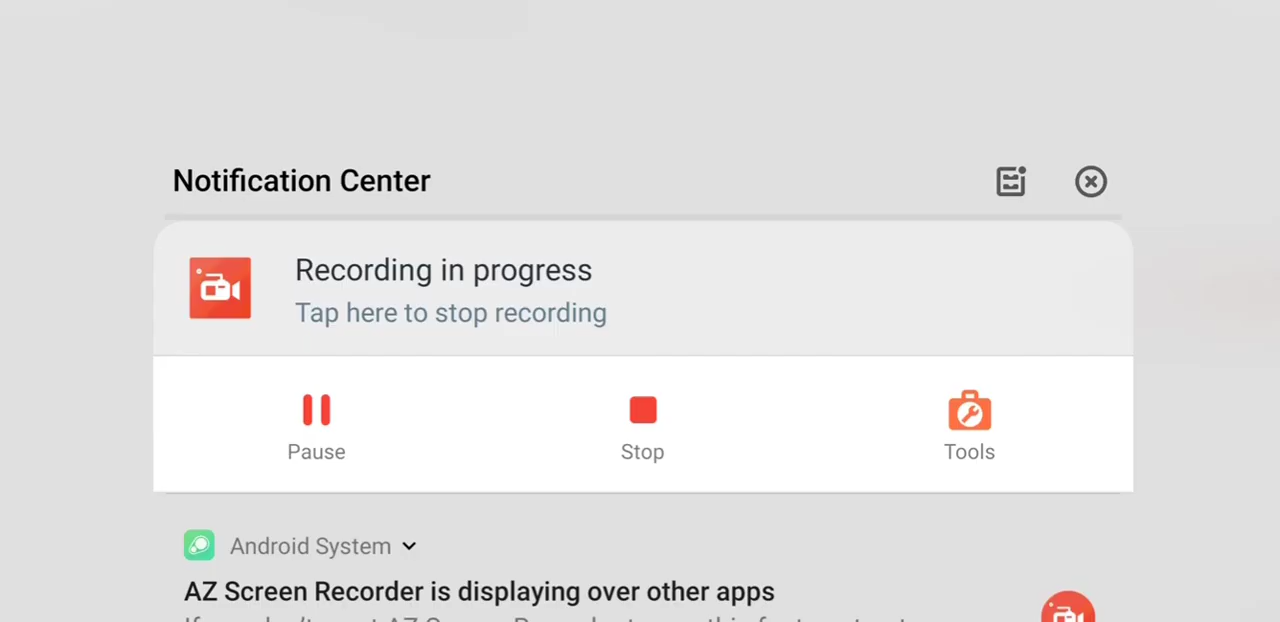 Notification Center
Recording in progress
Tap here to stop recording
Pause Stop Tools
Android System
AZ Screen Recorder is displaying over other apps